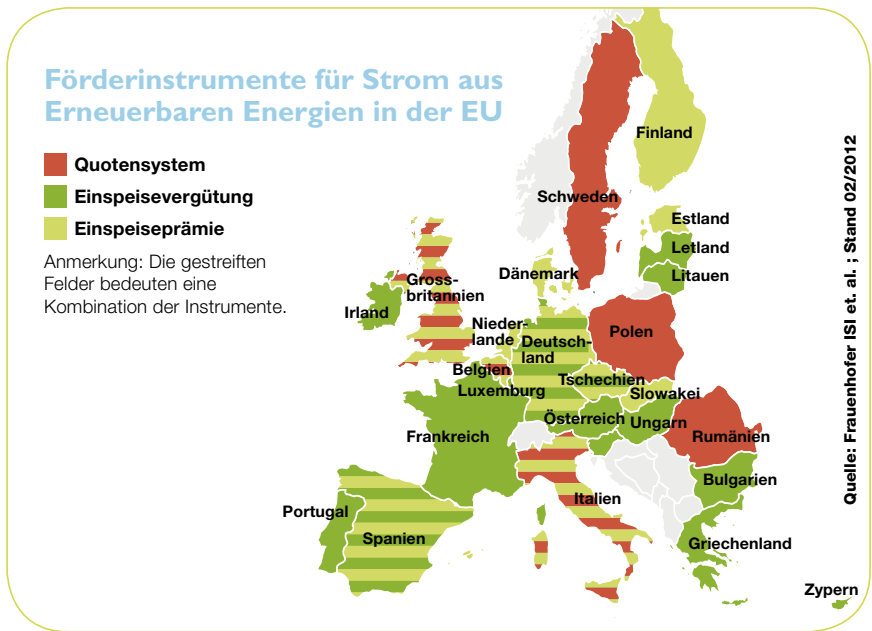 Förderinstrumente für Strom aus
Erneuerbaren Energien in der EU
Quotensystem
Einspeisevergütung
Einspeiseprämie
Anmerkung: Die gestreiften
Felder bedeuten eine
Kombination der Instrumente.
Finland
Schweden
Estland
Letland
Litauen
Dänemark
Gross-
britannien
Irland
Nieder-
lande
Deutsch-
land
Polen
Belgien
Luxemburg
Tschechien
Slowakei
Österreich
Ungarn
Frankreich
Rumänien
Bulgarien
Italien
Portugal
Spanien
Griechenland
Zypern
Quelle: Frauenhofer ISI et. al. ; Stand 02/2012